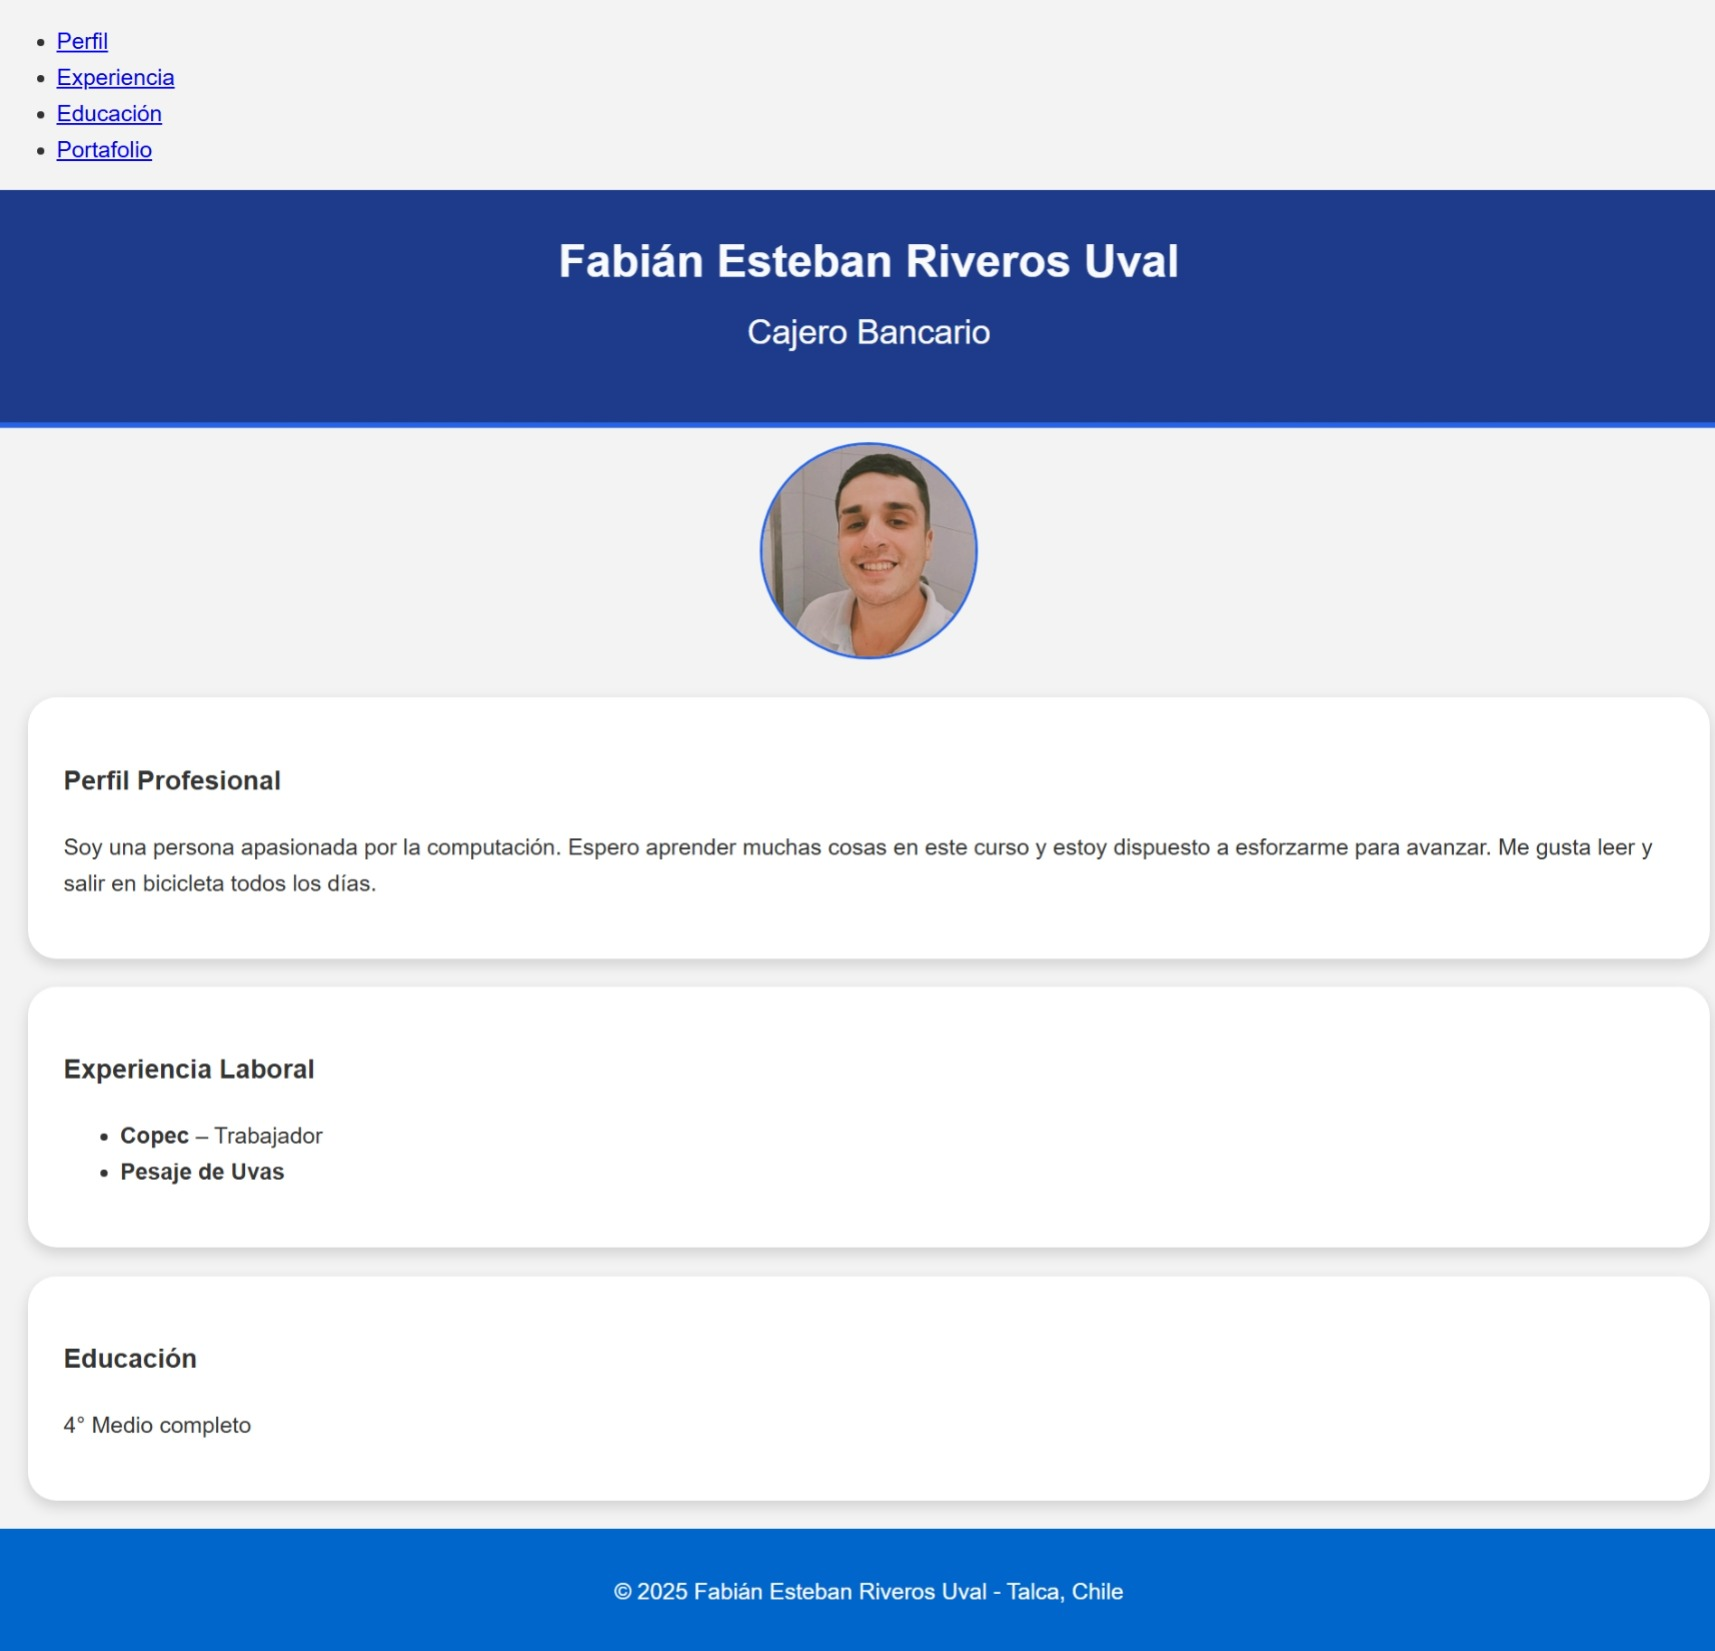 Perfil
Experiencia
Educación
Portafolio
Fabián Esteban Riveros Uval
Cajero Bancario
Perfil Profesional
Soy una persona apasionada por la computación. Espero aprender muchas cosas en este curso y estoy dispuesto a esforzarme para avanzar. Me gusta leer y
salir en bicicleta todos los días.
Experiencia Laboral
Copec – Trabajador
Pesaje de Uvas
Educación
4° Medio completo
© 2025 Fabián Esteban Riveros Uval - Talca, Chile